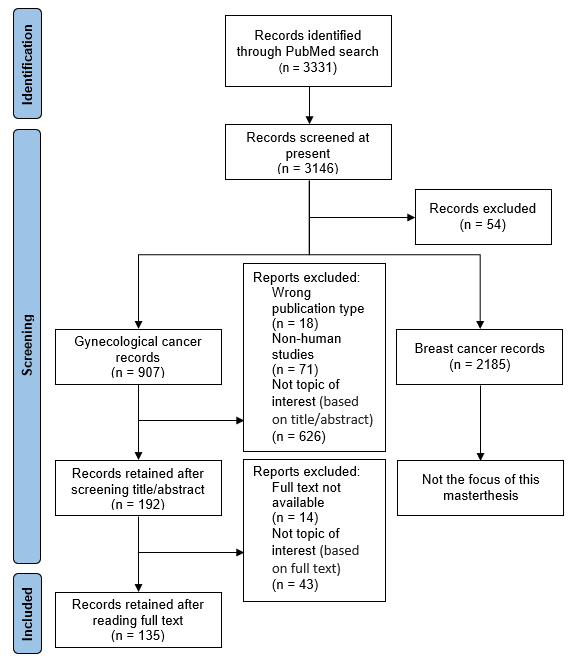 Identification
Records identified
through PubMed search
(n = 3331)
Screening
Records screened at
present
(n = 3146)
Records excluded
(n = 54)
Reports excluded:
Wrong
publication type
(n = 18)
Non-human
studies
(n = 71)
Not topic of
interest (based
on title/abstract)
(n = 626)
Gynecological cancer
records
(n = 907)
Breast cancer records
(n = 2185)
Records retained after
screening title/abstract
(n = 192)
Reports excluded:
Full text not
available
(n = 14)
Not topic of
interest (based
on full text)
(n = 43)
Not the focus of this
masterthesis
Included
Records retained after
reading full text
(n = 135)